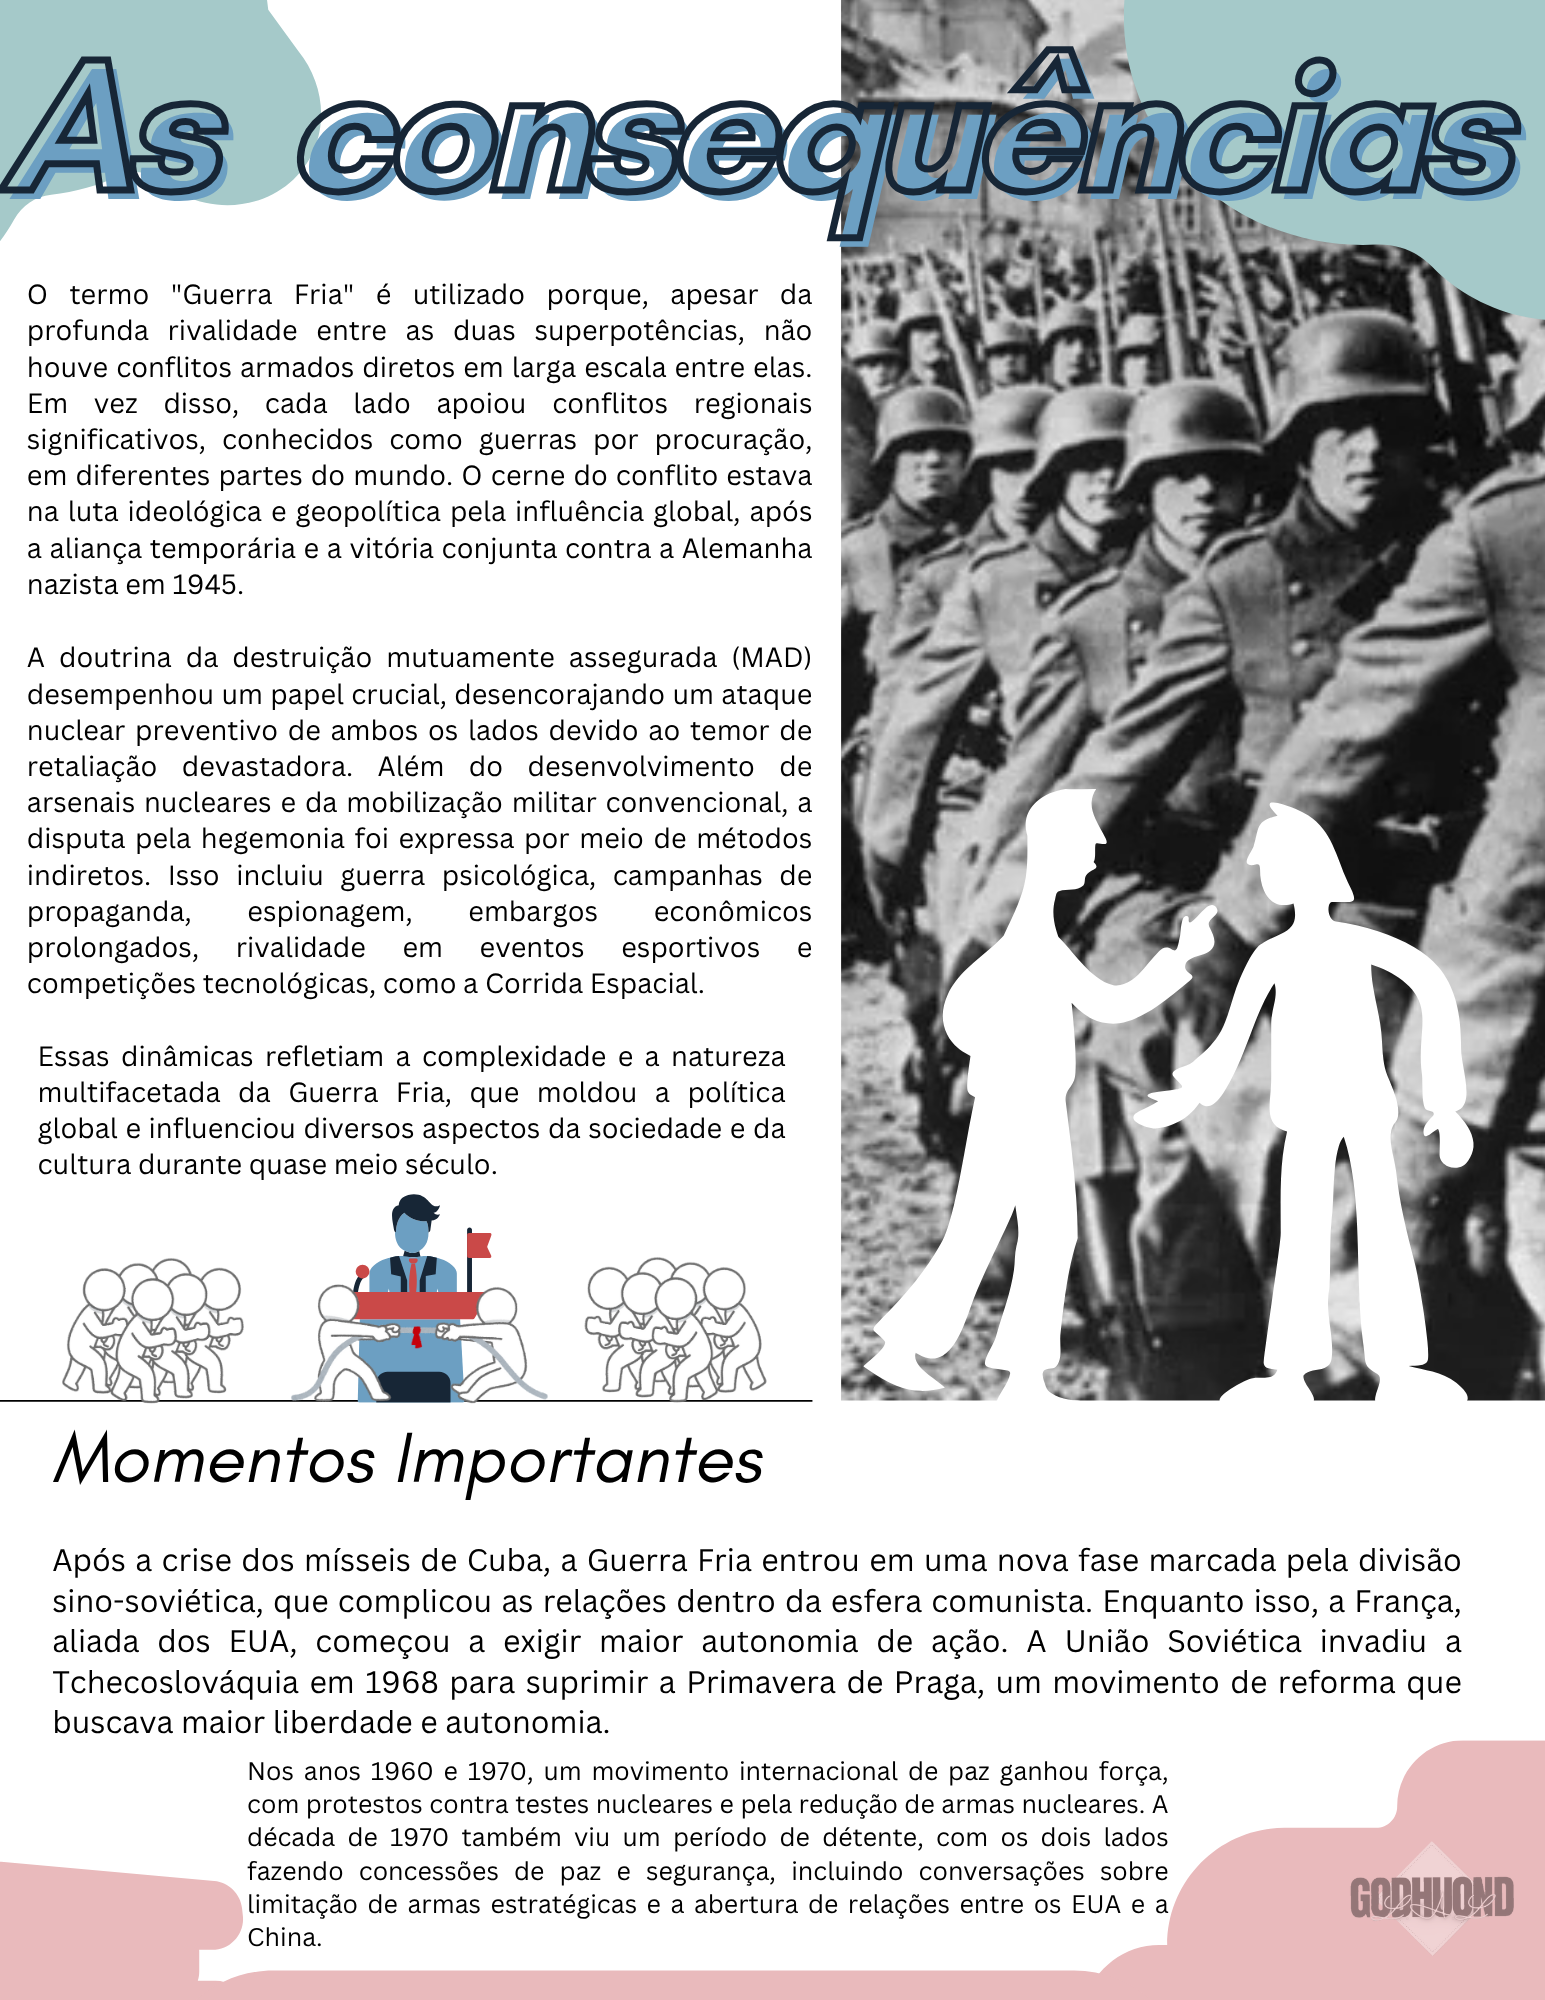 As consequências
O termo "Guerra Fria" é utilizado porque, apesar da
profunda rivalidade entre as duas superpotências, não
houve conflitos armados diretos em larga escala entre elas.
Em vez disso, cada lado apoiou conflitos regionais
significativos, conhecidos como guerras por procuração,
em diferentes partes do mundo. O cerne do conflito estava
na luta ideológica e geopolítica pela influência global, após
a aliança temporária e a vitória conjunta contra a Alemanha
nazista em 1945.
A doutrina da destruição mutuamente assegurada (MAD)
desempenhou um papel crucial, desencorajando um ataque
nuclear preventivo de ambos os lados devido ao temor de
retaliação devastadora. Além do desenvolvimento de
arsenais nucleares e da mobilização militar convencional, a
disputa pela hegemonia foi expressa por meio de métodos
indiretos. Isso incluiu guerra psicológica, campanhas de
propaganda, espionagem, embargos econômicos
prolongados, rivalidade em eventos esportivos e
competições tecnológicas, como a Corrida Espacial.
Essas dinâmicas refletiam a complexidade e a natureza
multifacetada da Guerra Fria, que moldou a política
global e influenciou diversos aspectos da sociedade e da
cultura durante quase meio século.
Momentos Importantes
Após a crise dos mísseis de Cuba, a Guerra Fria entrou em uma nova fase marcada pela divisão
sino-soviética, que complicou as relações dentro da esfera comunista. Enquanto isso, a França,
aliada dos EUA, começou a exigir maior autonomia de ação. A União Soviética invadiu a
Tchecoslováquia em 1968 para suprimir a Primavera de Praga, um movimento de reforma que
buscava maior liberdade e autonomia.
Nos anos 1960 e 1970, um movimento internacional de paz ganhou força,
com protestos contra testes nucleares e pela redução de armas nucleares. A
década de 1970 também viu um período de détente, com os dois lados
fazendo concessões de paz e segurança, incluindo conversações sobre
limitação de armas estratégicas e a abertura de relações entre os EUA e a
China.